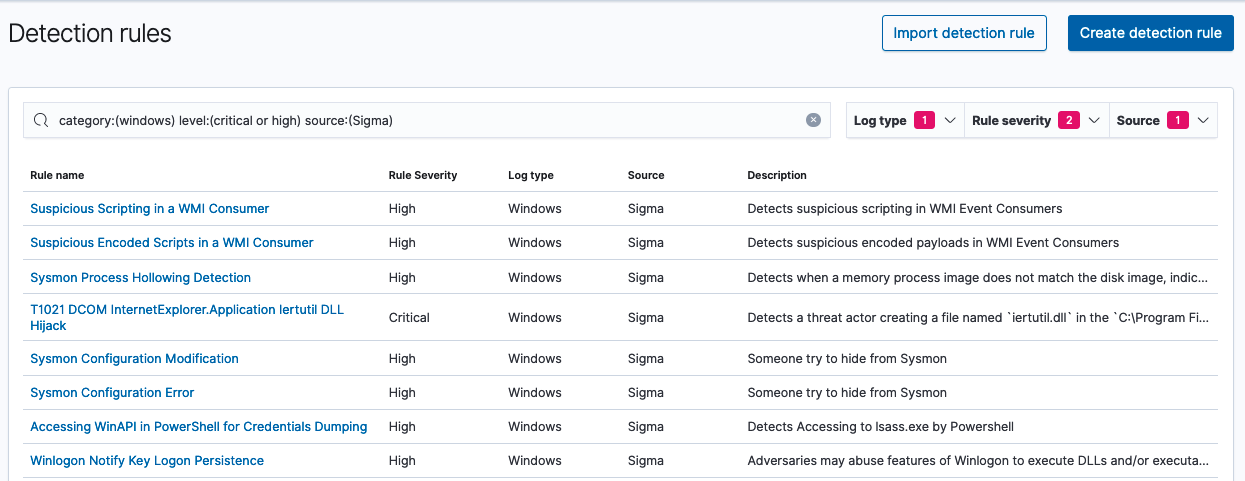 Detection rules
Import detection rule
Create detection rule
category:(windows) level:(critical or high) source:(Sigma)
Log type 1
Rule severity 2
Source 1
Rule name Rule Severity Log type Source Description
Suspicious Scripting in a WMI Consumer High Windows Sigma Detects suspicious scripting in WMI Event Consumers
Suspicious Encoded Scripts in a WMI Consumer High Windows Sigma Detects suspicious encoded payloads in WMI Event Consumers
Sysmon Process Hollowing Detection High Windows Sigma Detects when a memory process image does not match the disk image, indic...
T1021 DCOM InternetExplorer.Application Iertutil DLL
Hijack Critical Windows Sigma Detects a threat actor creating a file named `iertutil.dll` in the `C:\Program Fi...
Sysmon Configuration Modification High Windows Sigma Someone try to hide from Sysmon
Sysmon Configuration Error High Windows Sigma Someone try to hide from Sysmon
Accessing WinAPI in PowerShell for Credentials Dumping High Windows Sigma Detects Accessing to lsass.exe by Powershell
Winlogon Notify Key Logon Persistence High Windows Sigma Adversaries may abuse features of Winlogon to execute DLLs and/or executa...